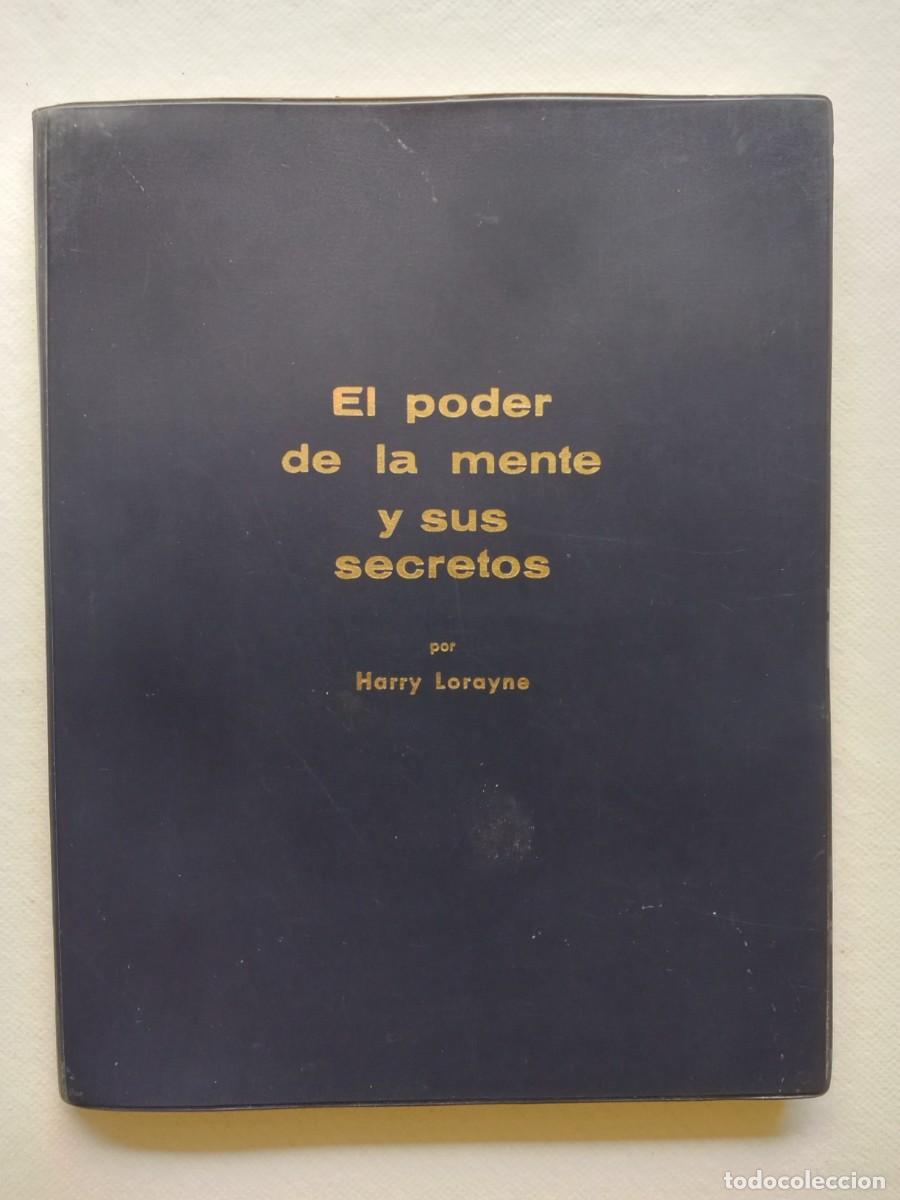 El poder
de la mente
y sus
secretos
por
Harry Lorayne
todocoleccion